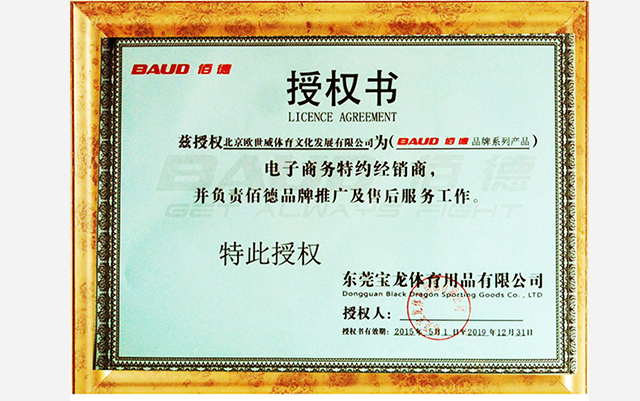 BAUD 佰德
授权书
LICENCE AGREEMENT
兹授权北京欧世威体育文化发展有限公司为(BAUD 佰德 品牌系列产品)
电子商务特约经销商，
并负责佰德品牌推广及售后服务工作。
BAUD 佰德
GET ALWAYS FIGHT
特此授权
东莞宝龙体育用品有限公司
Dongguan Black Dragon Sporting Goods Co.,LTD
授权人：
授权书有效期：2015年5月1日至2019年12月31日